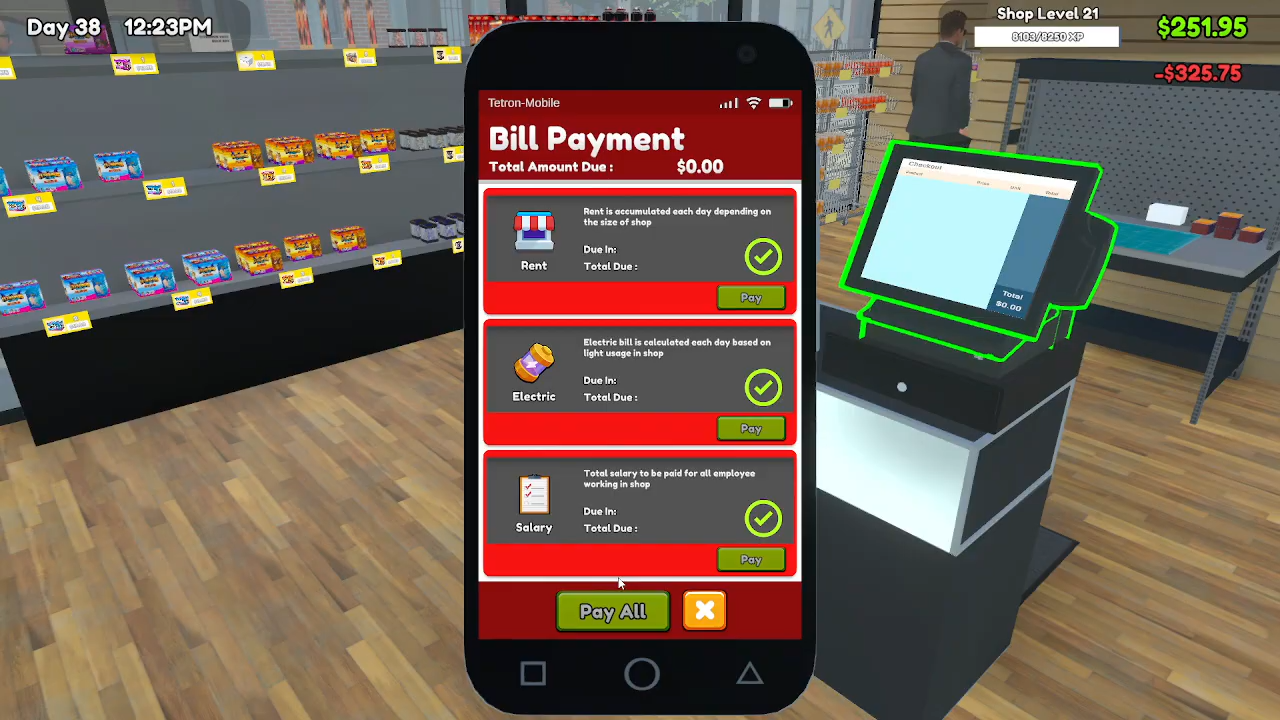 Day 38 12:23PM
Shop Level 21
8103/8250 XP
$251.95
-$325.75
Tetron-Mobile
Bill Payment
Total Amount Due : $0.00
Rent is accumulated each day depending on
the size of shop
Due In:
Total Due :
Rent
Pay
Electric bill is calculated each day based on
light usage in shop
Due In:
Total Due :
Electric
Pay
Total salary to be paid for all employee
working in shop
Due In:
Total Due :
Salary
Pay
Pay All
Checkout
Total
$0.00